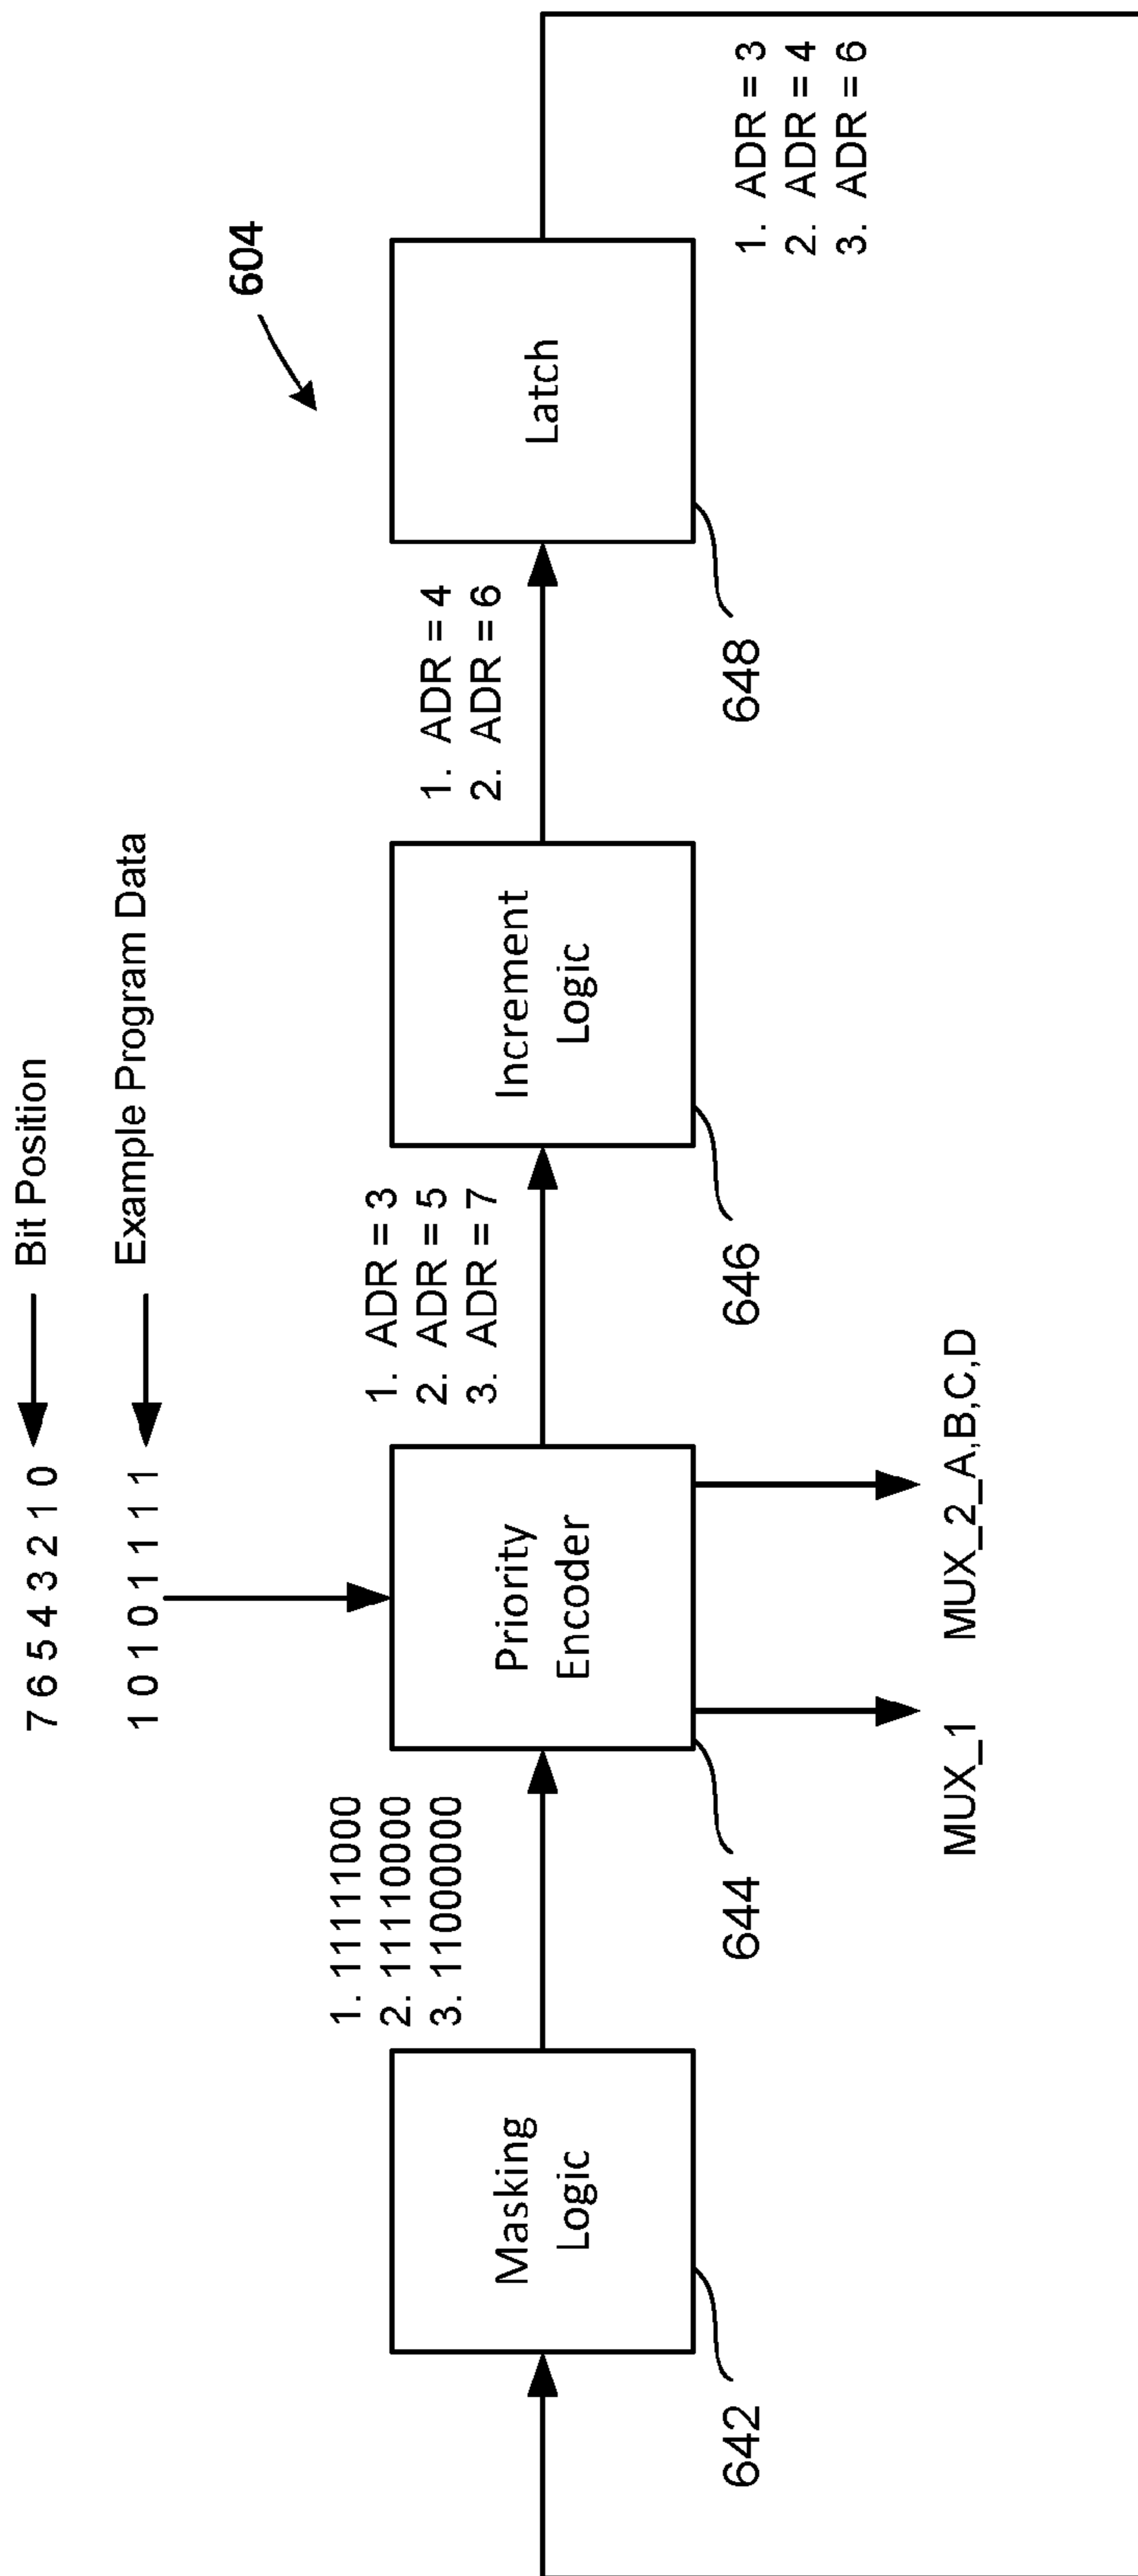 7 6 5 4 3 2 1 0 Bit Position
1 0 1 0 1 1 1 1 Example Program Data
604
1. 11111000
2. 11110000
3. 11000000
1. ADR = 3
2. ADR = 5
3. ADR = 7
1. ADR = 4
2. ADR = 6
Masking
Logic
Priority
Encoder
Increment
Logic
Latch
642
644
646
648
1. ADR = 3
2. ADR = 4
3. ADR = 6
MUX_1 MUX_2_A,B,C,D